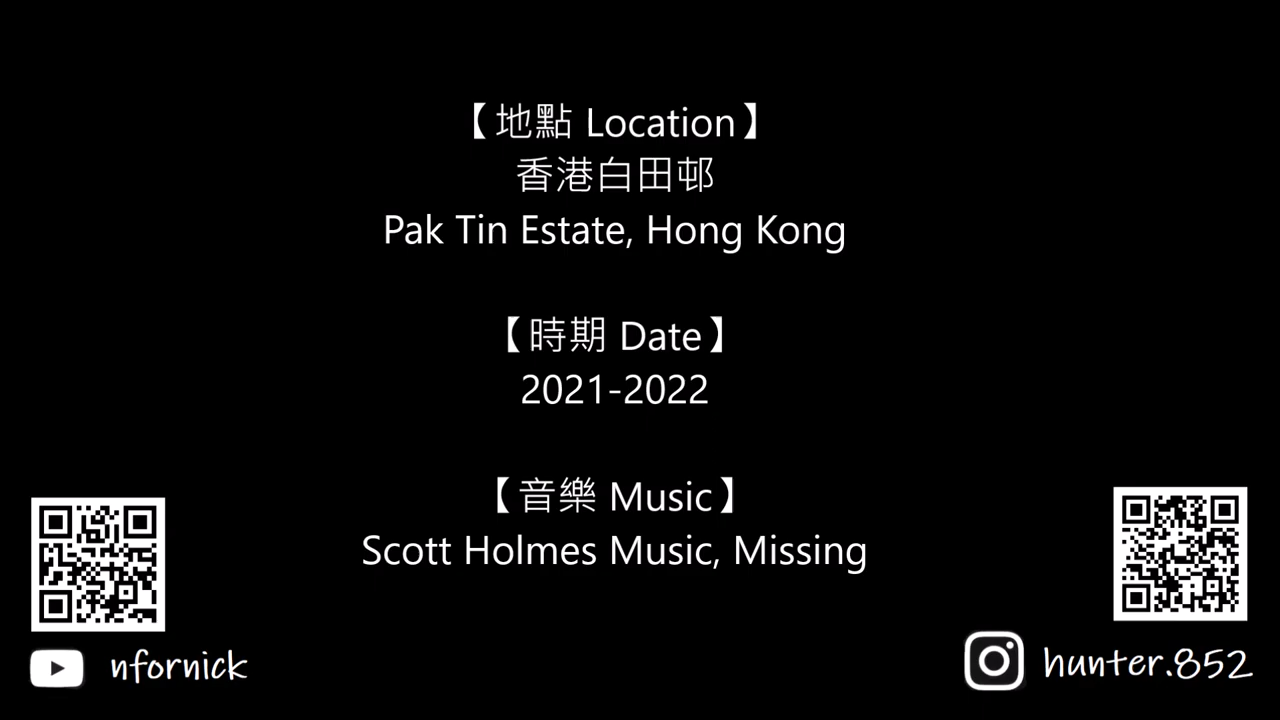 【地點 Location】
香港白田邨
Pak Tin Estate, Hong Kong
【時期 Date】
2021-2022
【音樂 Music】
Scott Holmes Music, Missing
nfornick
hunter.852